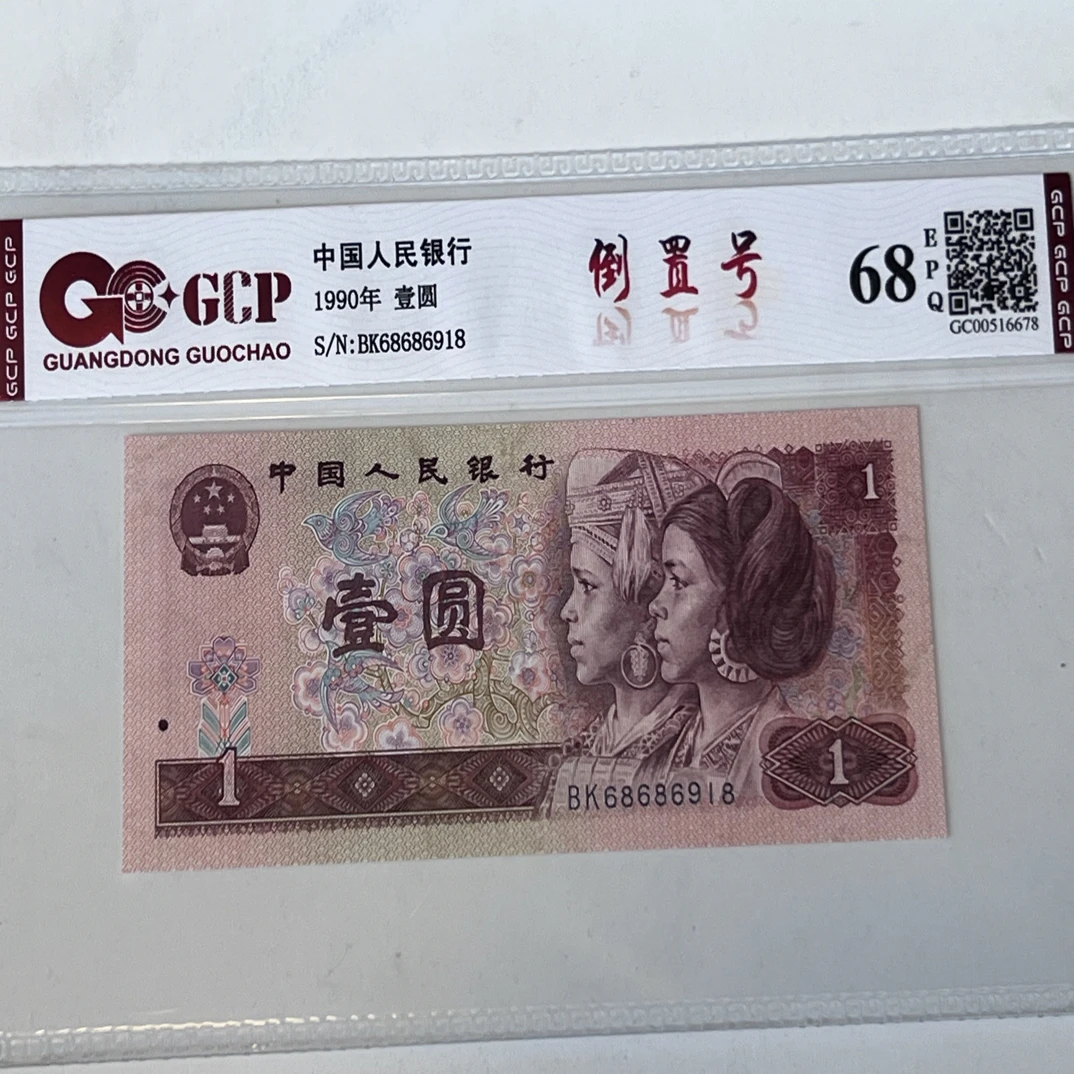 GCP GCP GCP
GCP
GUANGDONG GUOCHAO
中国人民银行
1990年 壹圆
S/N:BK68686918
倒置号
68
EPQ
GC00516678
GCP GCP GCP
中国人民银行
壹圆
1
1
1
BK68686918